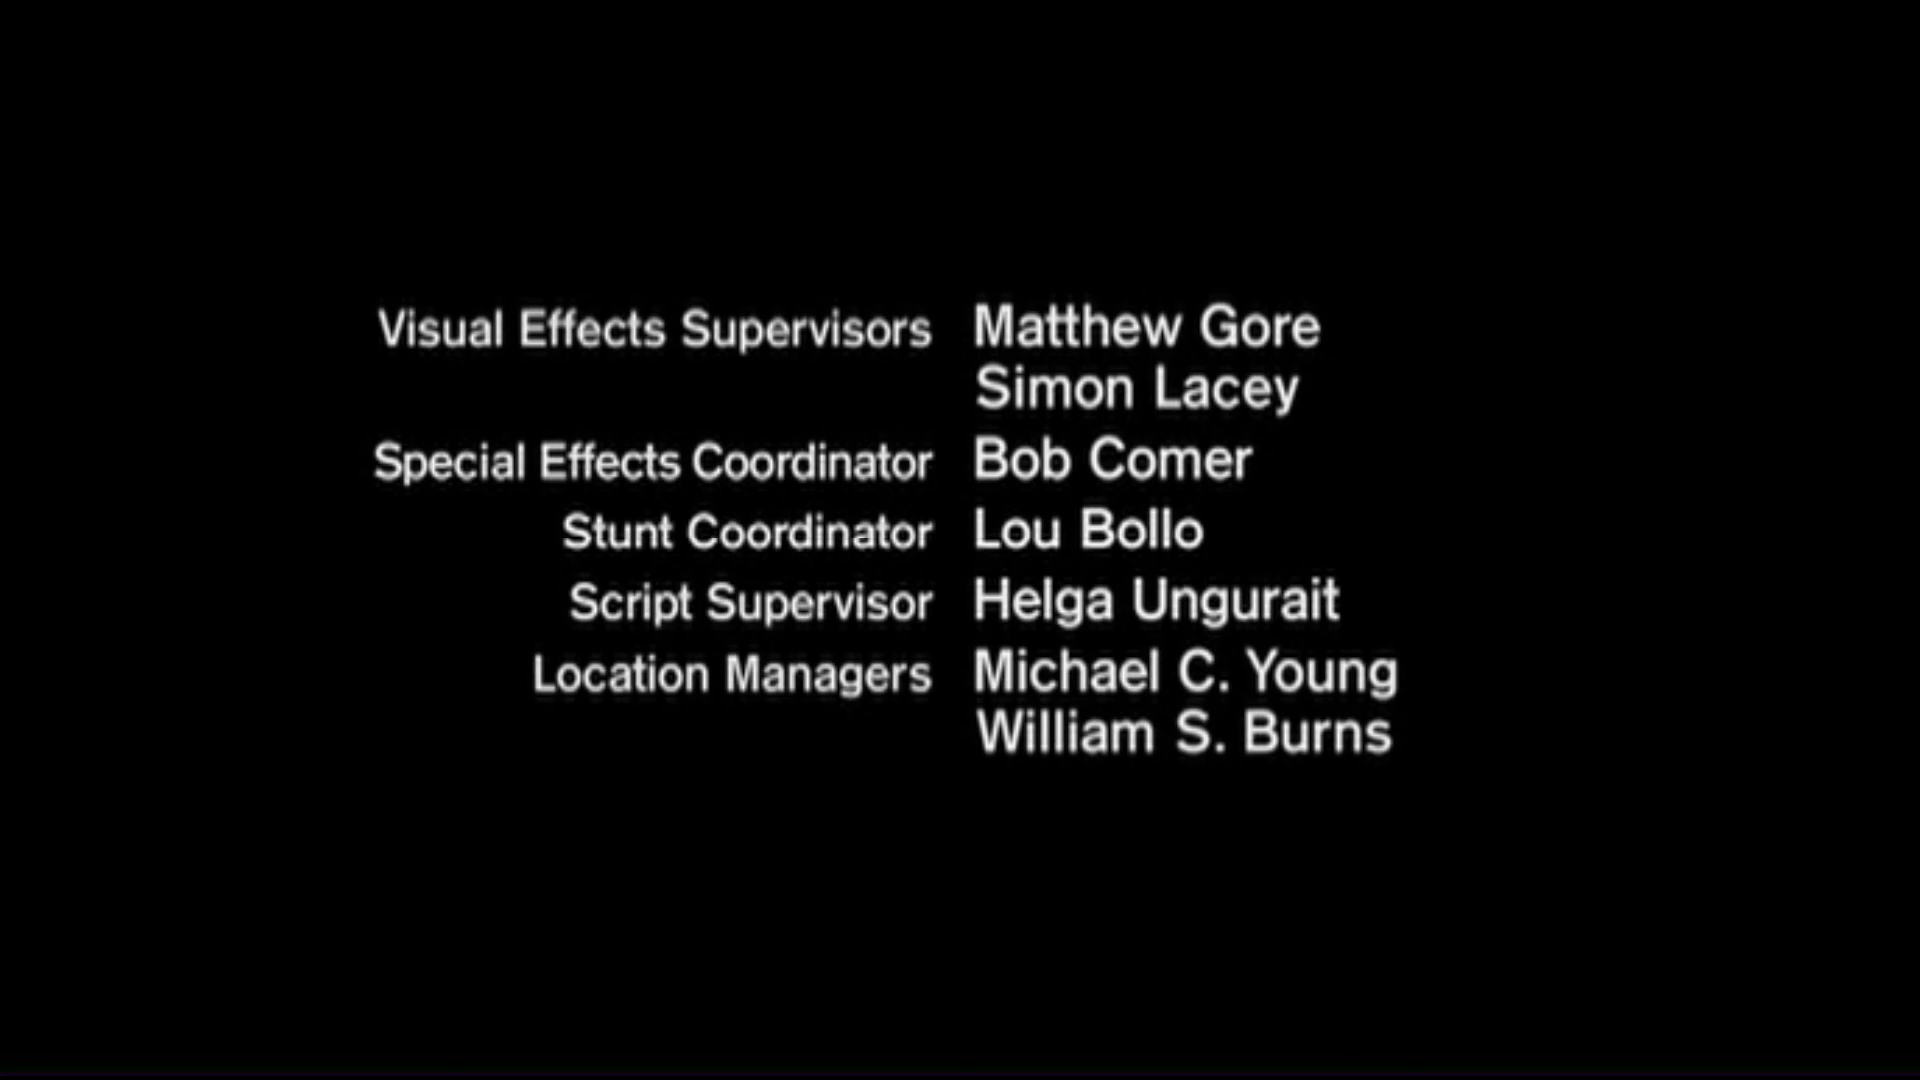 Visual Effects Supervisors Matthew Gore
Simon Lacey
Special Effects Coordinator Bob Comer
Stunt Coordinator Lou Bollo
Script Supervisor Helga Ungurait
Location Managers Michael C. Young
William S. Burns